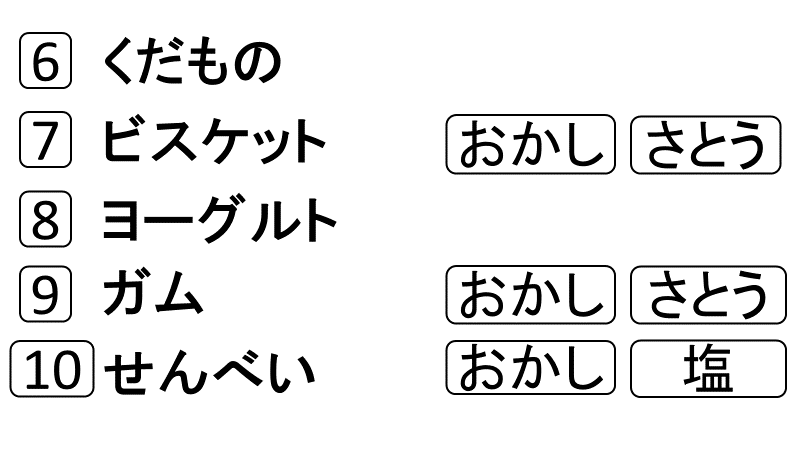 6 くだもの
7 ビスケット おかし さとう
8 ヨーグルト
9 ガム おかし さとう
10 せんべい おかし 塩